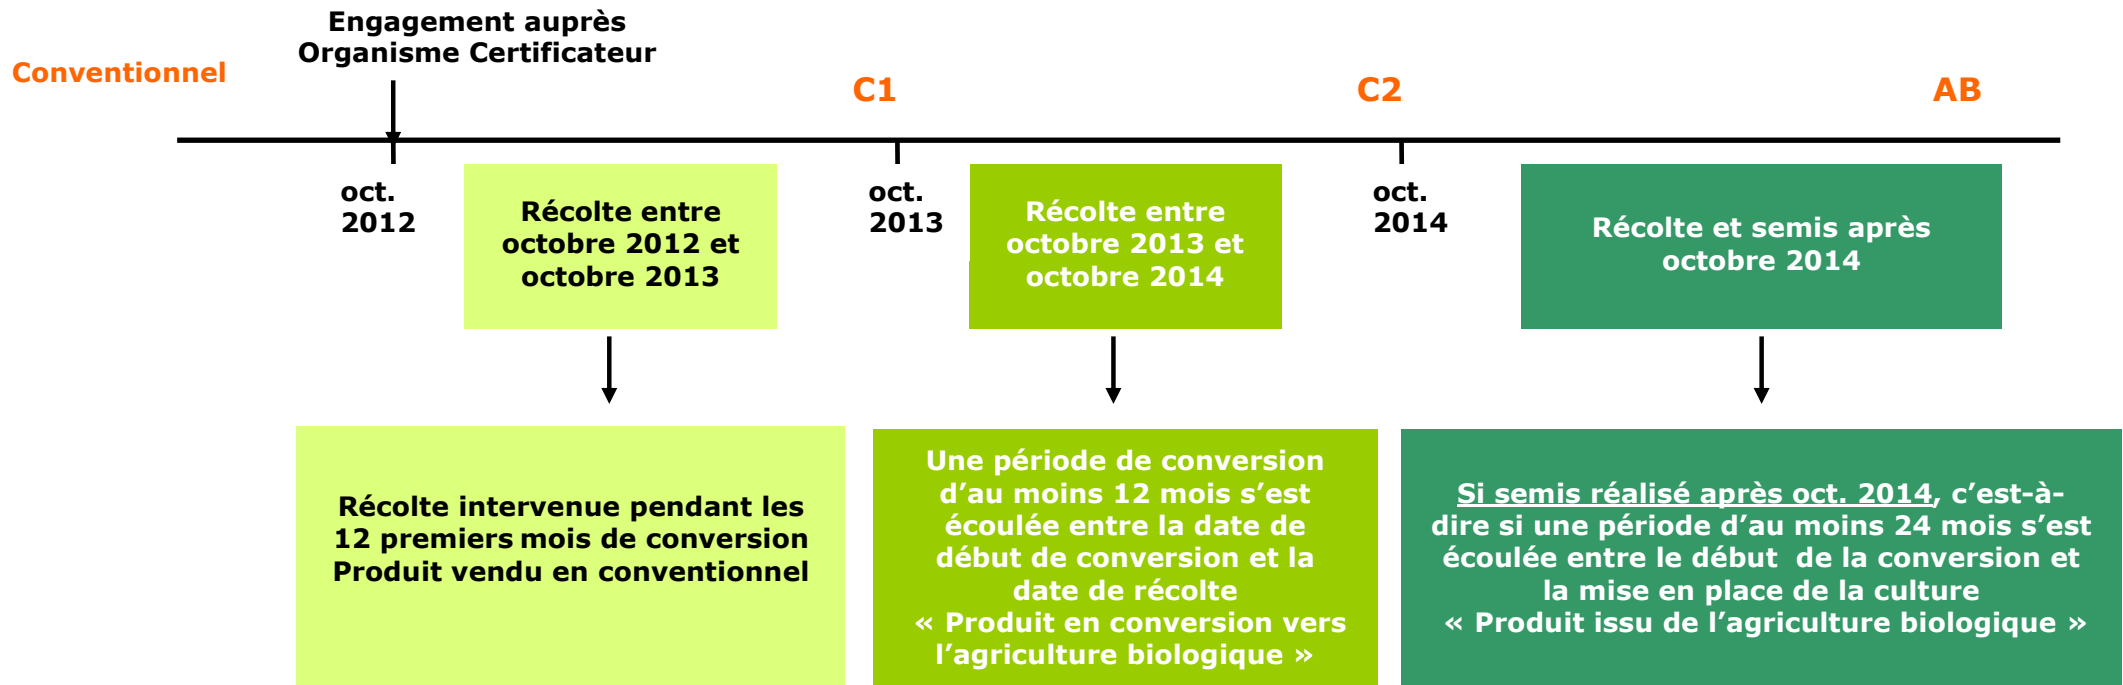 Engagement auprès
Organisme Certificateur
Conventionnel
C1
C2
AB
oct.
2012
Récolte entre
octobre 2012 et
octobre 2013
oct.
2013
Récolte entre
octobre 2013 et
octobre 2014
oct.
2014
Récolte et semis après
octobre 2014
Récolte intervenue pendant les
12 premiers mois de conversion
Produit vendu en conventionnel
Une période de conversion
d’au moins 12 mois s’est
écoulée entre la date de
début de conversion et la
date de récolte
« Produit en conversion vers
l’agriculture biologique »
Si semis réalisé après oct. 2014, c’est-à-
dire si une période d’au moins 24 mois s’est
écoulée entre le début de la conversion et
la mise en place de la culture
« Produit issu de l’agriculture biologique »